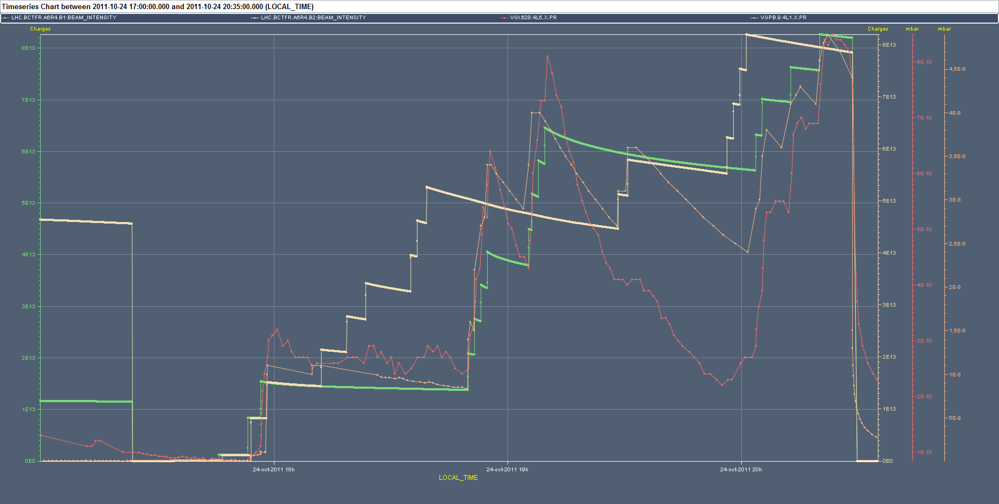 Timeseries Chart between 2011-10-24 17:00:00.000 and 2011-10-24 20:35:00.000 (LOCAL_TIME)
LHC.BCTFR.A6R4.B1:BEAM_INTENSITY LHC.BCTFR.A6R4.B2:BEAM_INTENSITY VGI.628.4L5.X.PR VGPB.9.4L1.X.PR
Charges Charges mbar mbar
8E13
7E13
6E13
5E13
4E13
3E13
2E13
1E13
0E0
8E13
7E13
6E13
5E13
4E13
3E13
2E13
1E13
0E0
8E-10
7E-10
6E-10
5E-10
4E-10
3E-10
2E-10
1E-10
4,5E-8
4E-8
3,5E-8
3E-8
2,5E-8
2E-8
1,5E-8
1E-8
5E-9
24-oct-2011 18h 24-oct-2011 19h 24-oct-2011 20h
LOCAL_TIME